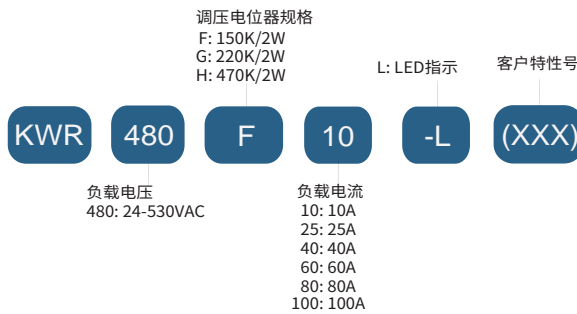 调压电位器规格
F: 150K/2W
G: 220K/2W
H: 470K/2W
L: LED指示
客户特性号
KWR
480
F
10
-L
(XXX)
负载电压
480: 24-530VAC
负载电流
10: 10A
25: 25A
40: 40A
60: 60A
80: 80A
100: 100A